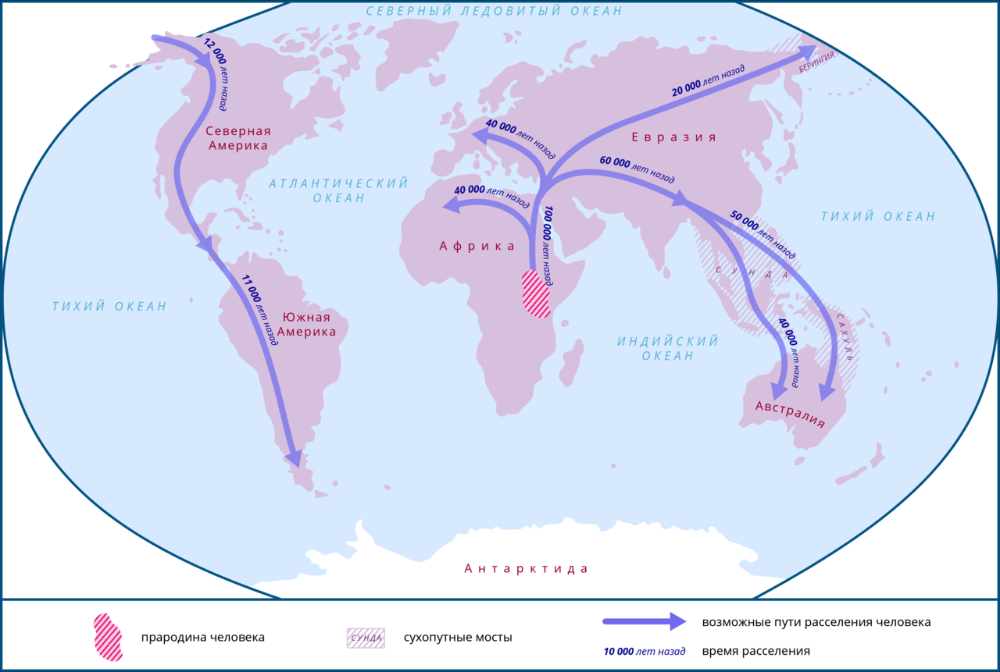 СЕВЕРНЫЙ ЛЕДОВИТЫЙ ОКЕАН
12 000 лет назад
БЕРИНГИЯ
20 000 лет назад
Северная
Америка
40 000 лет назад
Евразия
60 000 лет назад
АТЛАНТИЧЕСКИЙ
ОКЕАН
40 000 лет назад
100 000 лет назад
50 000 лет назад
ТИХИЙ ОКЕАН
Африка
СУНДА
11 000 лет назад
ТИХИЙ ОКЕАН
Южная
Америка
САХУЛЬ
40 000 лет назад
ИНДИЙСКИЙ
ОКЕАН
Австралия
Антарктида
прародина человека
СУНДА
сухопутные мосты
возможные пути расселения человека
10 000 лет назад
время расселения